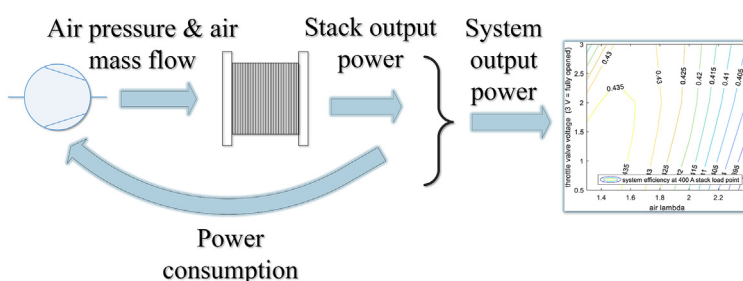 Air pressure & air
mass flow
Stack output
power
System
output
power
Power
consumption
throttle valve voltage (3 V = fully opened)
3
2.5
2
1.5
1
0.5
0.43
0.43
0.425
0.42
0.415
0.41
0.405
0.435
system efficiency at 400 A stack load point
1.4
1.6
1.8
2
2.2
air lambda